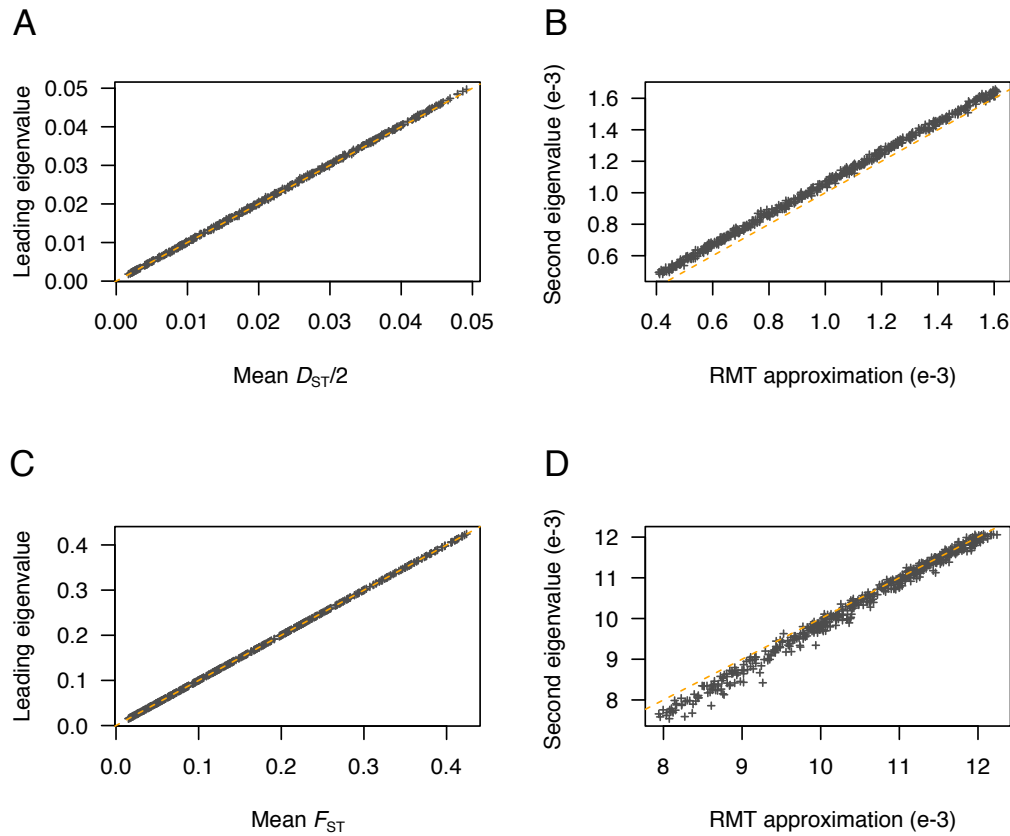 A
Leading eigenvalue
0.05
0.04
0.03
0.02
0.01
0.00
0.00 0.01 0.02 0.03 0.04 0.05
Mean D_ST/2
B
Second eigenvalue (e-3)
1.6
1.4
1.2
1.0
0.8
0.6
0.4 0.6 0.8 1.0 1.2 1.4 1.6
RMT approximation (e-3)
C
Leading eigenvalue
0.4
0.3
0.2
0.1
0.0
0.0 0.1 0.2 0.3 0.4
Mean F_ST
D
Second eigenvalue (e-3)
12
11
10
9
8
8 9 10 11 12
RMT approximation (e-3)